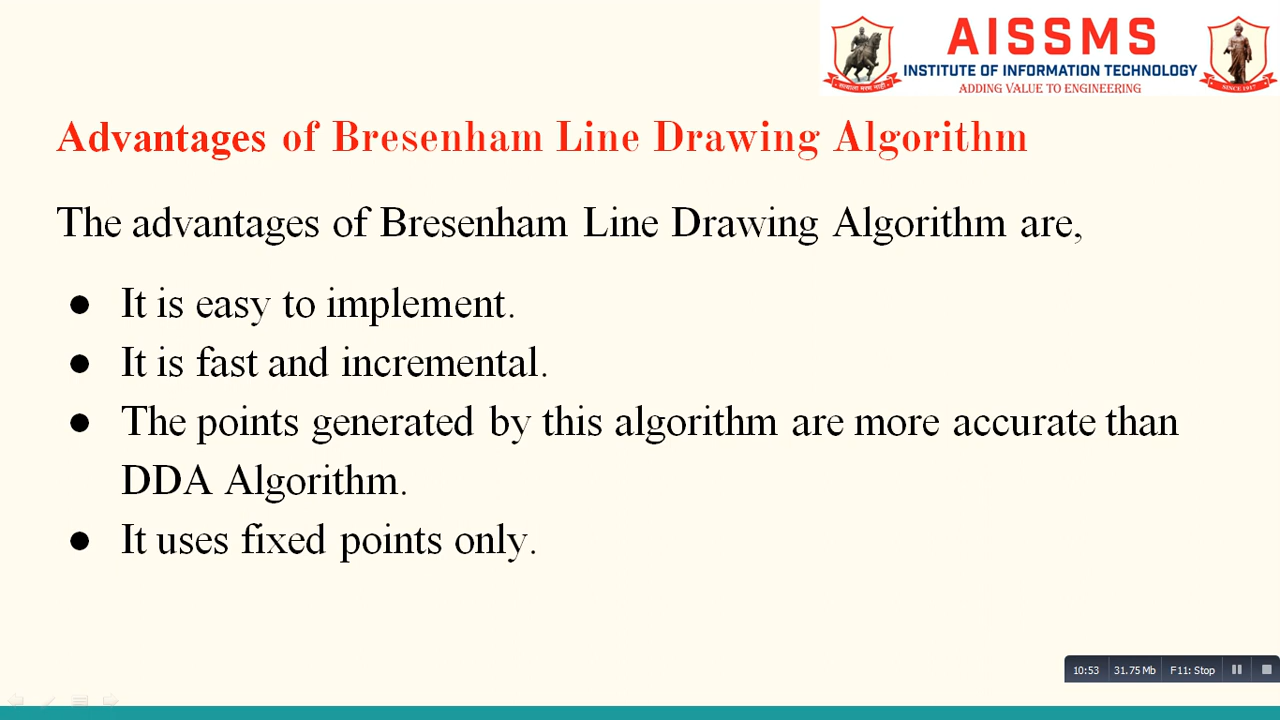 AISSMS
INSTITUTE OF INFORMATION TECHNOLOGY
ADDING VALUE TO ENGINEERING
SINCE 1917
Advantages of Bresenham Line Drawing Algorithm
The advantages of Bresenham Line Drawing Algorithm are,
● It is easy to implement.
● It is fast and incremental.
● The points generated by this algorithm are more accurate than
DDA Algorithm.
● It uses fixed points only.
10:53 31.75 Mb F11: Stop